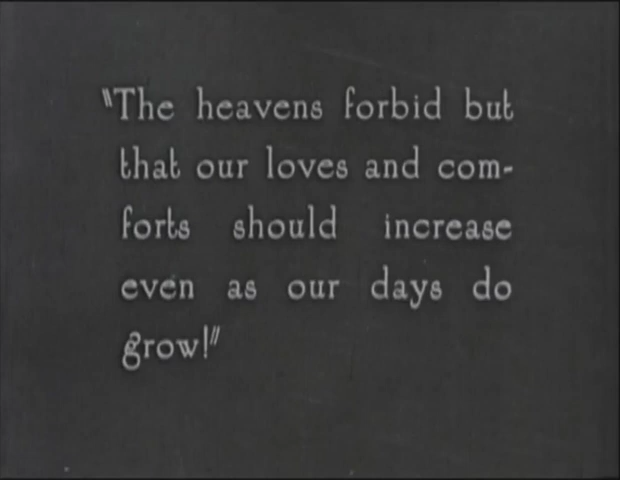 "The heavens forbid but
that our loves and com-
forts should increase
even as our days do
grow!"